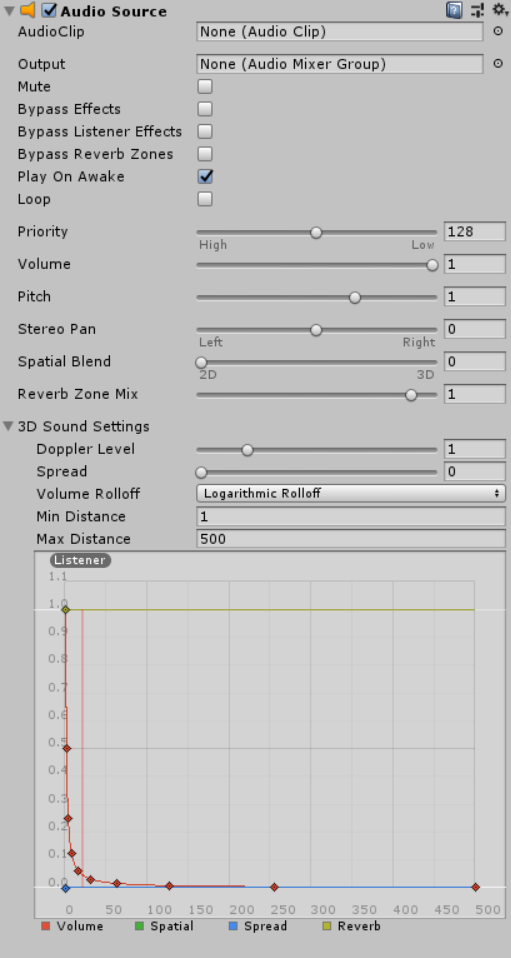 Audio Source
AudioClip None (Audio Clip)
Output None (Audio Mixer Group)
Mute
Bypass Effects
Bypass Listener Effects
Bypass Reverb Zones
Play On Awake
Loop
Priority 128
High Low
Volume 1
Pitch 1
Stereo Pan 0
Left Right
Spatial Blend 0
2D 3D
Reverb Zone Mix 1
3D Sound Settings
Doppler Level 1
Spread 0
Volume Rolloff Logarithmic Rolloff
Min Distance 1
Max Distance 500
Listener
1.1
1.0
0.9
0.8
0.7
0.6
0.5
0.4
0.3
0.2
0.1
0.0
0 50 100 150 200 250 300 350 400 450 500
Volume Spatial Spread Reverb